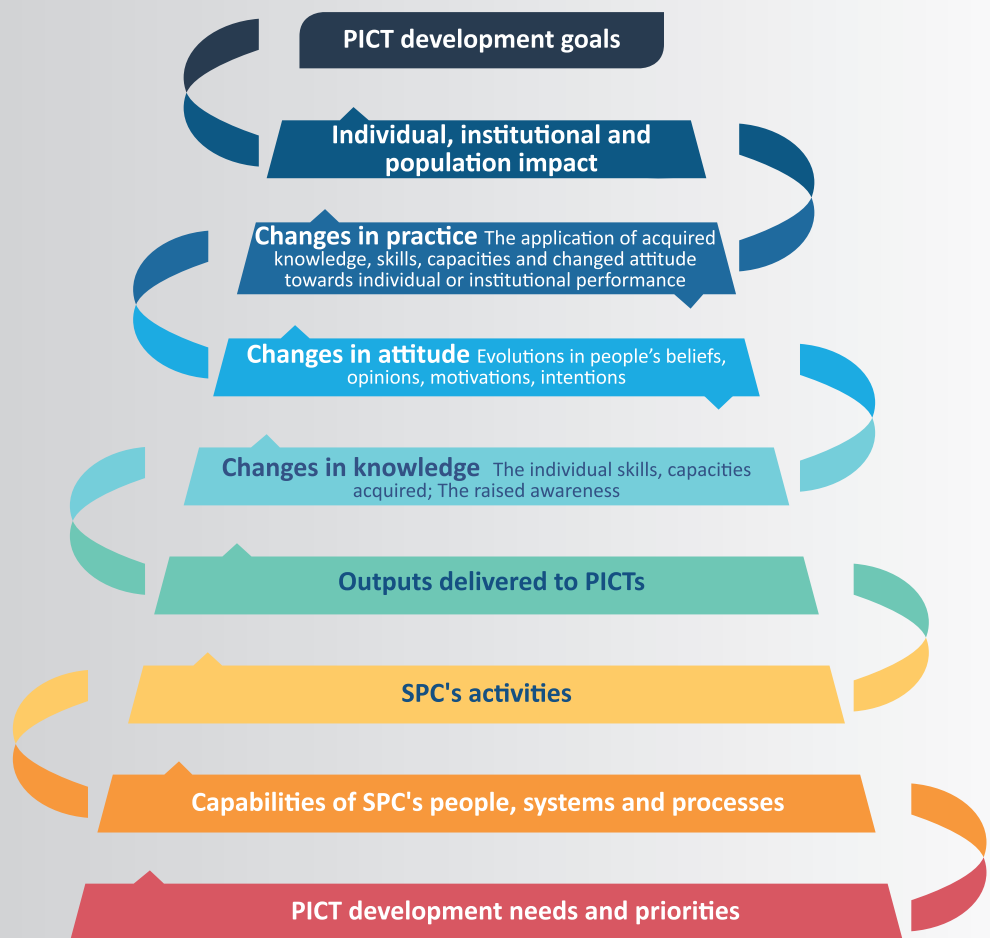 PICT development goals
Individual, institutional and
population impact
Changes in practice The application of acquired
knowledge, skills, capacities and changed attitude
towards individual or institutional performance
Changes in attitude Evolutions in people’s beliefs,
opinions, motivations, intentions
Changes in knowledge The individual skills, capacities
acquired; The raised awareness
Outputs delivered to PICTs
SPC's activities
Capabilities of SPC's people, systems and processes
PICT development needs and priorities